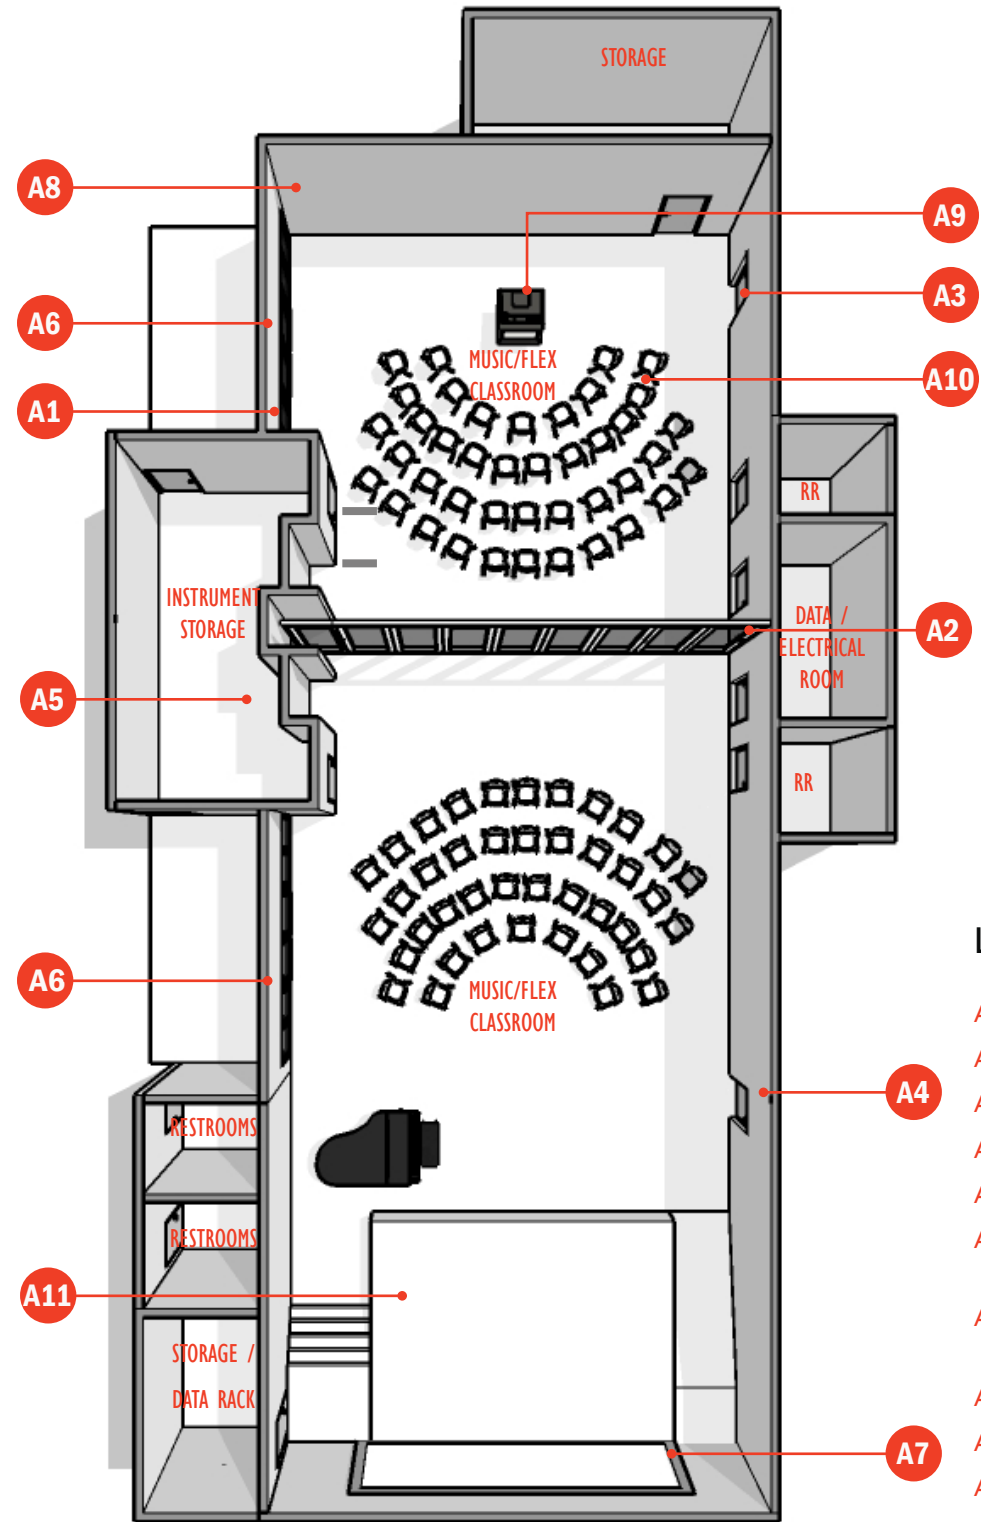 STORAGE
A8
A9
A3
A6
MUSIC/FLEX
CLASSROOM
A10
A1
RR
INSTRUMENT
STORAGE
DATA /
ELECTRICAL
ROOM
A2
A5
RR
A6
MUSIC/FLEX
CLASSROOM
A4
RESTROOMS
RESTROOMS
A11
STORAGE /
DATA RACK
A7